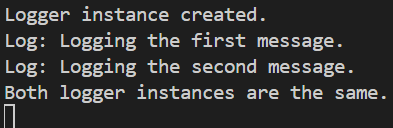 Logger instance created.
Log: Logging the first message.
Log: Logging the second message.
Both logger instances are the same.